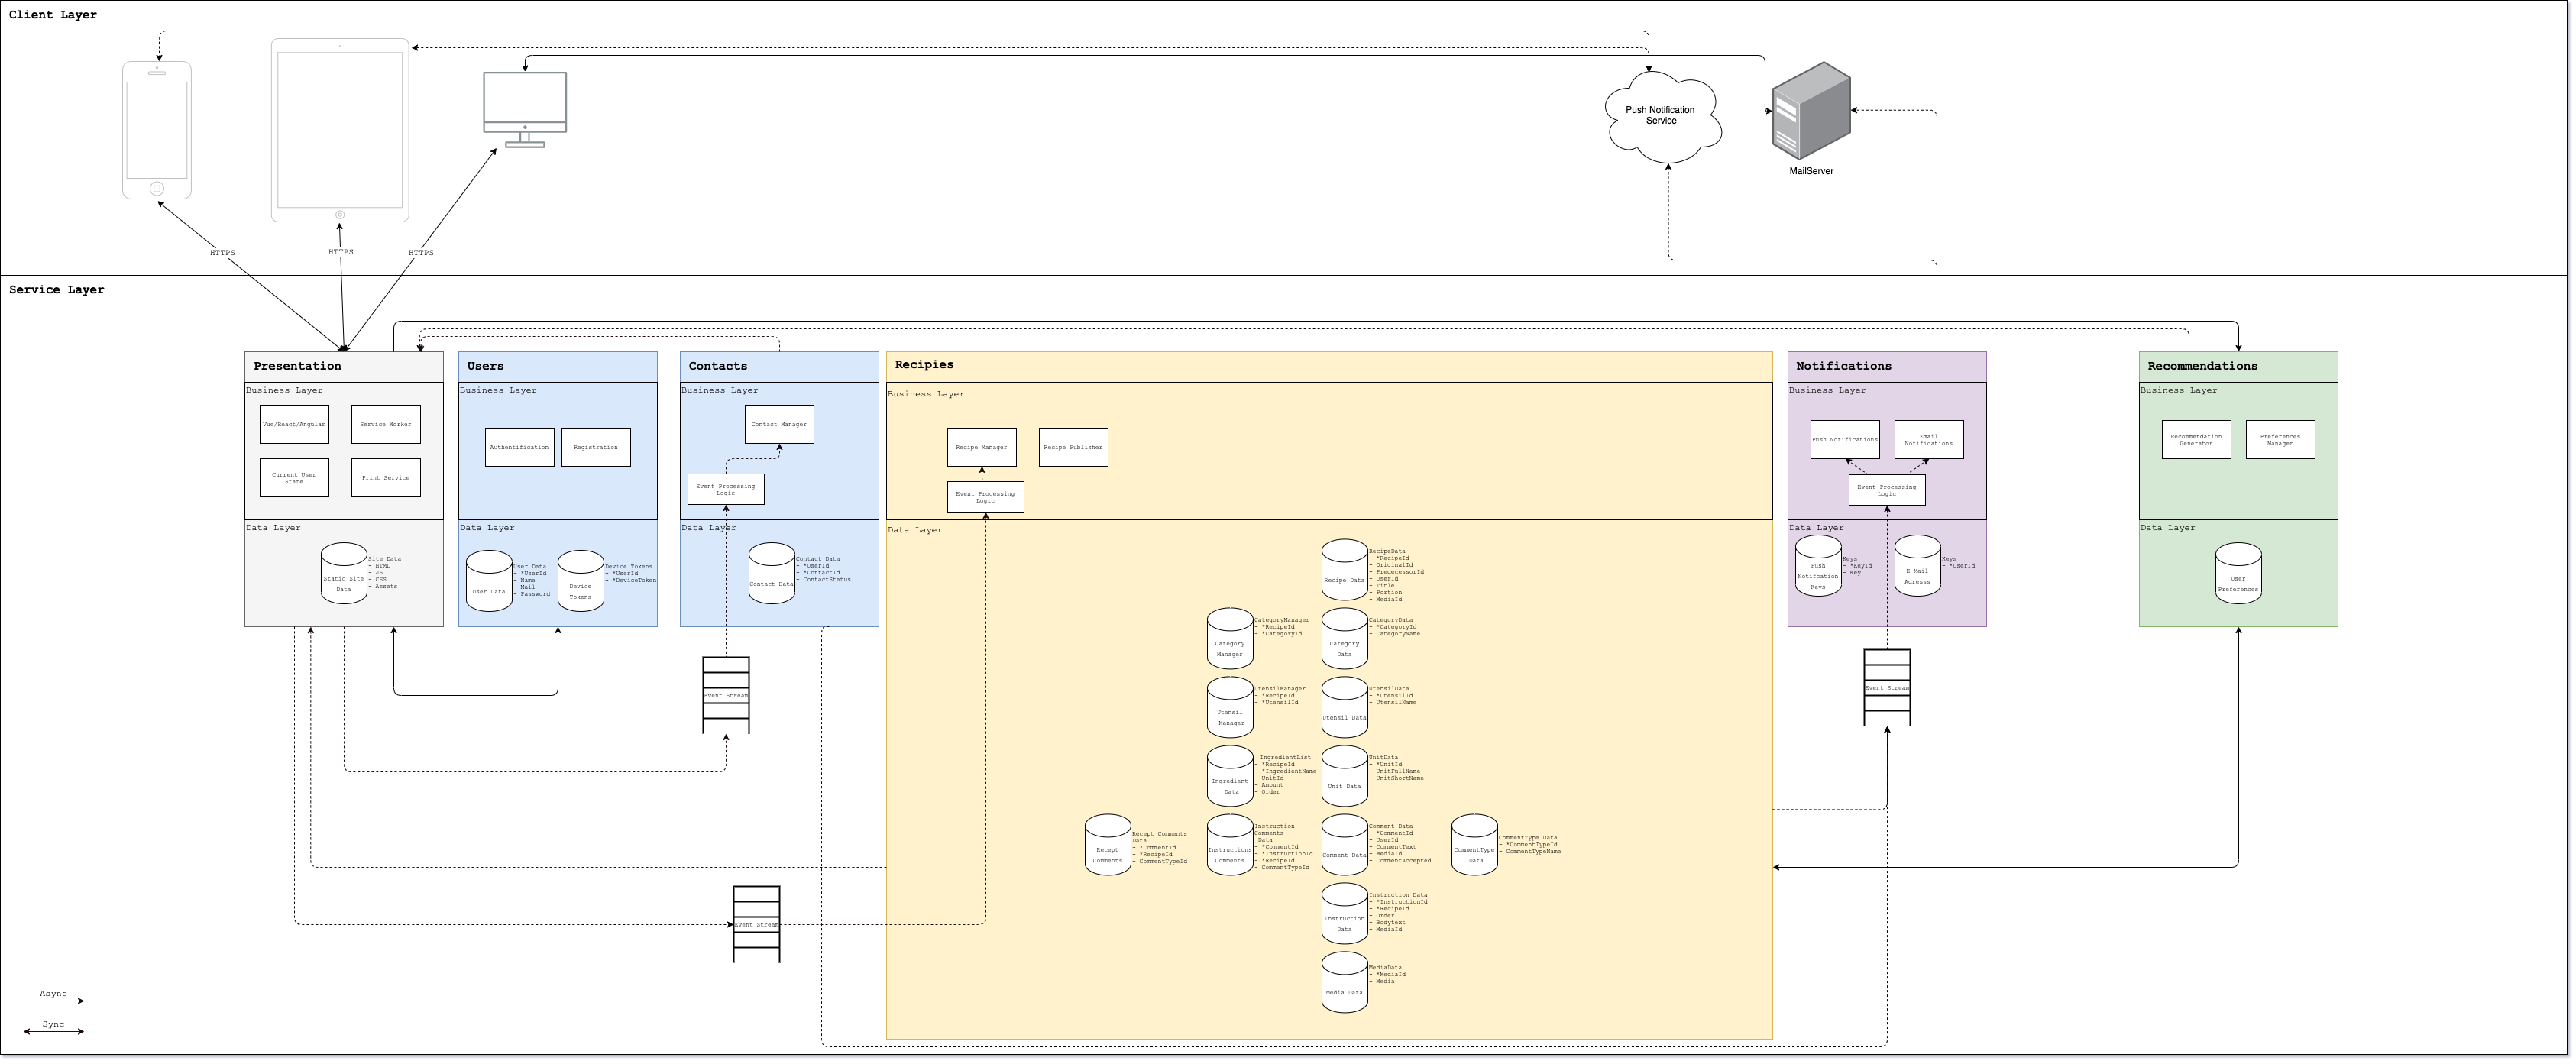 Client Layer
Push Notification
Service
MailServer
HTTPS
HTTPS
HTTPS
Service Layer
Presentation
Business Layer
Vue/React/Angular
Service Worker
Current User
State
Print Service
Data Layer
Static Site
Data
Site Data
- HTML
- JS
- CSS
- Assets
Users
Business Layer
Authentification
Registration
Data Layer
User Data
User Data
- *UserId
- Name
- Mail
- Password
Device
Tokens
Device Tokens
- *UserId
- *DeviceToken
Contacts
Business Layer
Contact Manager
Event Processing
Logic
Data Layer
Contact Data
Contact Data
- *UserId
- *ContactId
- ContactStatus
Recipies
Business Layer
Recipe Manager
Recipe Publisher
Event Processing
Logic
Data Layer
Recipe Data
RecipeData
- *RecipeId
- OriginalId
- PredecessorId
- UserId
- Title
- Portion
- MediaId
Category
Manager
CategoryManager
- *RecipeId
- *CategoryId
Category
Data
CategoryData
- *CategoryId
- CategoryName
Utensil
Manager
UtensilManager
- *RecipeId
- *UtensilId
Utensil Data
UtensilData
- *UtensilId
- UtensilName
Ingredient
Data
IngredientList
- *RecipeId
- *IngredientName
- UnitId
- Amount
- Order
Unit Data
UnitData
- *UnitId
- UnitFullName
- UnitShortName
Recept
Comments
Recept Comments
Data
- *CommentId
- *RecipeId
- CommentTypeId
Instructions
Comments
Instruction
Comments
Data
- *CommentId
- *InstructionId
- *RecipeId
- CommentTypeId
Comment Data
Comment Data
- *CommentId
- UserId
- CommentText
- MediaId
- CommentAccepted
CommentType
Data
CommentType Data
- *CommentTypeId
- CommentTypeName
Instruction
Data
Instruction Data
- *InstructionId
- *RecipeId
- Order
- Bodytext
- MediaId
Media Data
MediaData
- *MediaId
- Media
Notifications
Business Layer
Push Notifications
Email
Notifications
Event Processing
Logic
Data Layer
Push
Notifcation
Keys
Keys
- *KeyId
- Key
E Mail
Adresss
Keys
- *UserId
Recommendations
Business Layer
Recommendation
Generator
Preferences
Manager
Data Layer
User
Preferences
Event Stream
Event Stream
Event Stream
Async
Sync